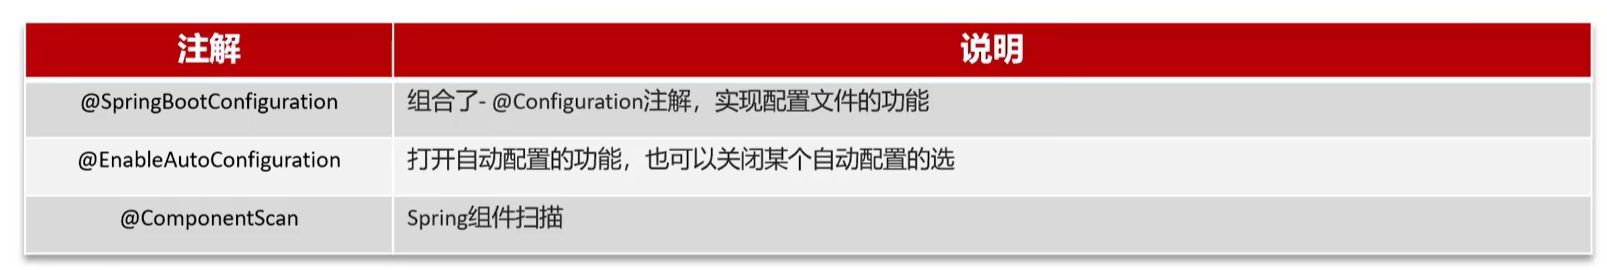 注解 说明
@SpringBootConfiguration 组合了- @Configuration注解，实现配置文件的功能
@EnableAutoConfiguration 打开自动配置的功能，也可以关闭某个自动配置的选
@ComponentScan Spring组件扫描